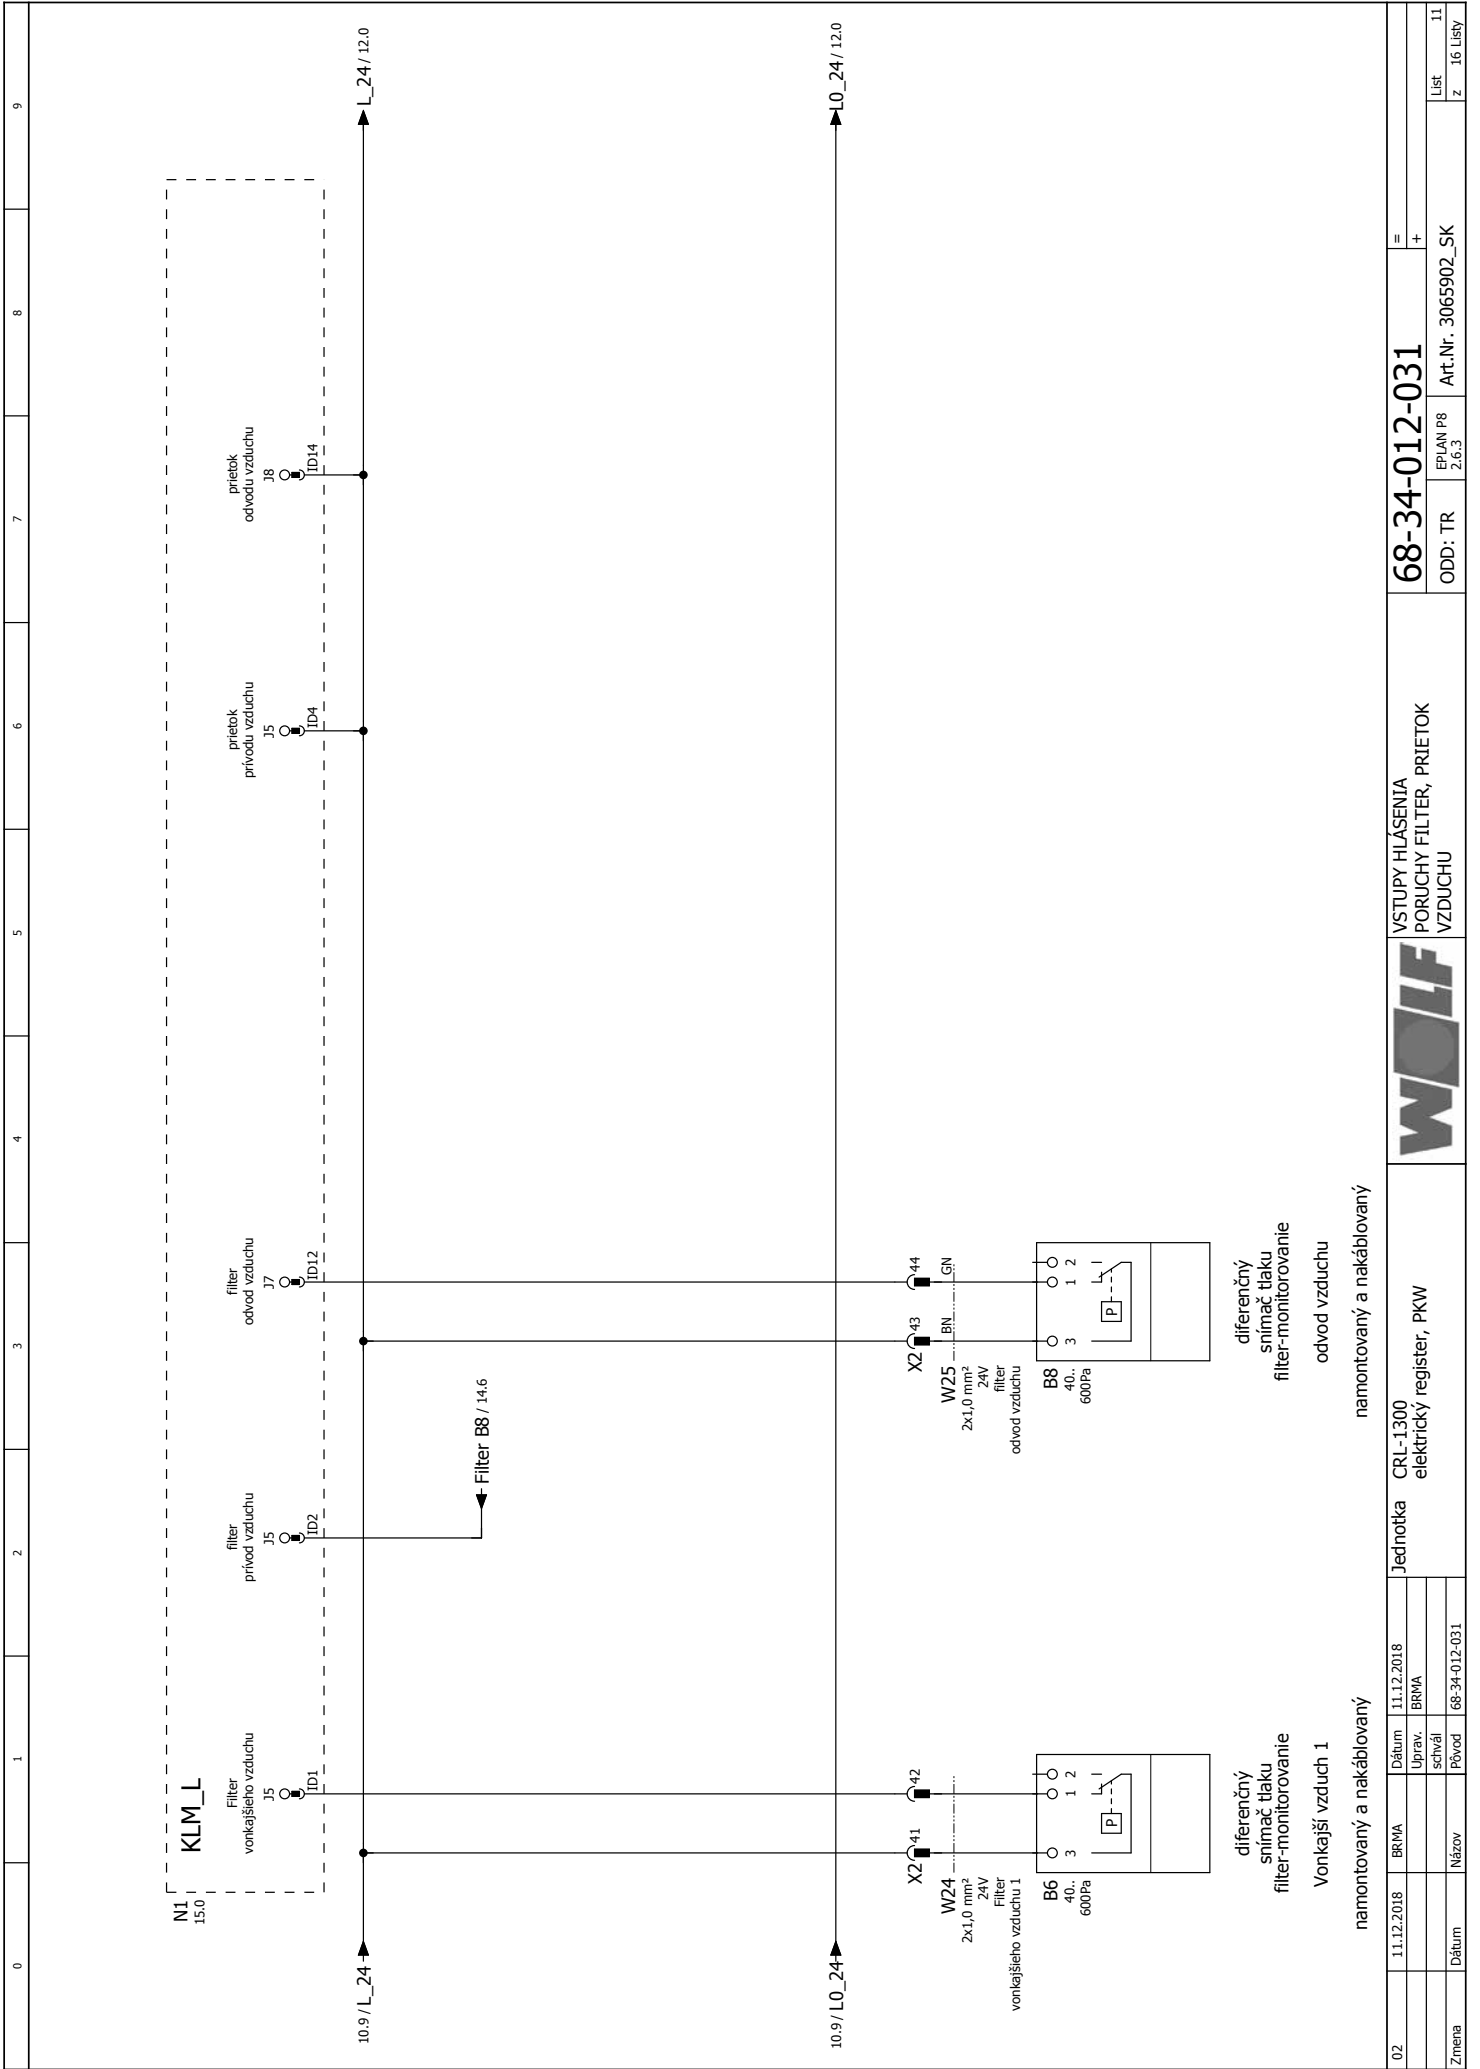 0 1 2 3 4 5 6 7 8 9
N1
15.0
KLM_L
Filter
vonkajšieho vzduchu
J5
ID1
filter
prívod vzduchu
J5
ID2
filter
odvod vzduchu
J7
ID12
prietok
prívodu vzduchu
J5
ID4
prietok
odvodu vzduchu
J8
ID14
10.9 / L_24
L_24 / 12.0
Filter B8 / 14.6
10.9 / L0_24
L0_24 / 12.0
X2 41 42
W24
2x1,0 mm²
24V
Filter
vonkajšieho vzduchu 1
B6
40..
600Pa
3 1 2
P
X2 43 44
W25 BN GN
2x1,0 mm²
24V
filter
odvod vzduchu
B8
40..
600Pa
3 1 2
P
diferenčný
snímač tlaku
filter-monitorovanie
Vonkajší vzduch 1
namontovaný a nakáblovaný
diferenčný
snímač tlaku
filter-monitorovanie
odvod vzduchu
namontovaný a nakáblovaný
02 11.12.2018 BRMA
Zmena Dátum Názov
Dátum 11.12.2018
Uprav. BRMA
schvál
Pôvod 68-34-012-031
Jednotka CRL-1300
elektrický register, PKW
WOLF
VSTUPY HLÁSENIA
PORUCHY FILTER, PRIETOK
VZDUCHU
68-34-012-031
=
+
ODD: TR
EPLAN P8
2.6.3
Art.Nr. 3065902_SK
List 11
z 16 Listy